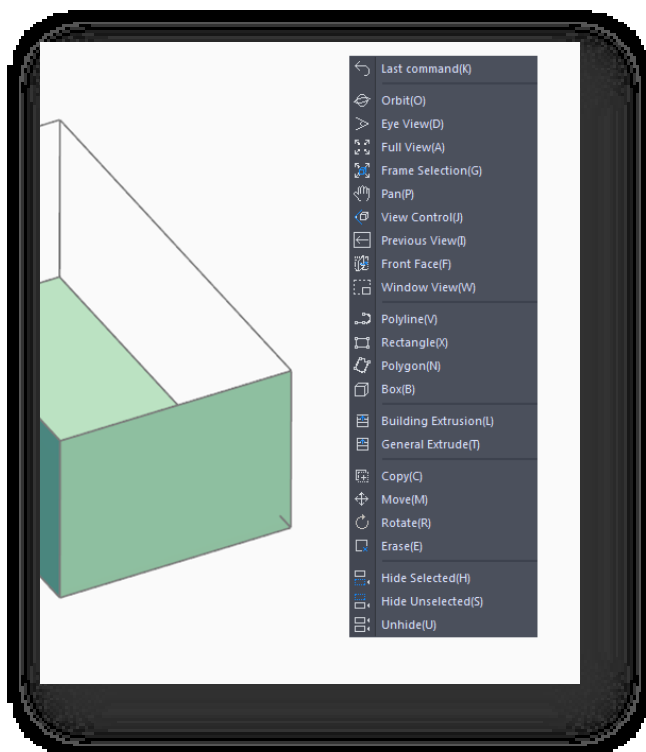 Last command(K)
Orbit(O)
Eye View(D)
Full View(A)
Frame Selection(G)
Pan(P)
View Control(J)
Previous View(I)
Front Face(F)
Window View(W)
Polyline(V)
Rectangle(X)
Polygon(N)
Box(B)
Building Extrusion(L)
General Extrude(T)
Copy(C)
Move(M)
Rotate(R)
Erase(E)
Hide Selected(H)
Hide Unselected(S)
Unhide(U)